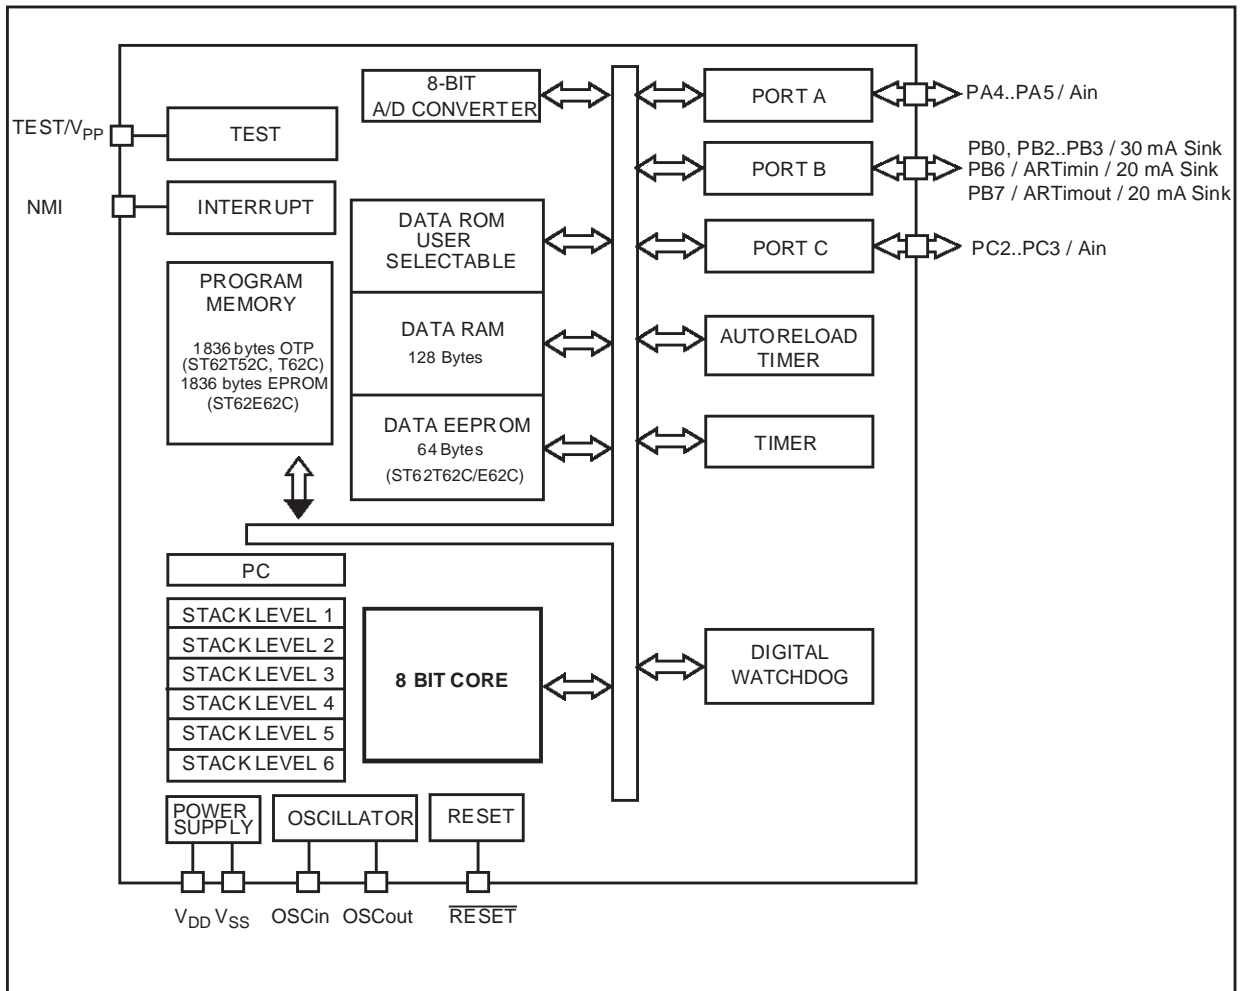 8-BIT
A/D CONVERTER
PORT A
PA4..PA5 / Ain
TEST/VPP
TEST
PB0, PB2..PB3 / 30 mA Sink
PORT B
PB6 / ARTimin / 20 mA Sink
PB7 / ARTimout / 20 mA Sink
NMI
INTERRUPT
DATA ROM
USER
SELECTABLE
PORT C
PC2..PC3 / Ain
PROGRAM
MEMORY
1836 bytes OTP
(ST62T52C, T62C)
1836 bytes EPROM
(ST62E62C)
DATA RAM
128 Bytes
AUTORELOAD
TIMER
DATA EEPROM
64 Bytes
(ST62T62C/E62C)
TIMER
PC
STACK LEVEL 1
STACK LEVEL 2
STACK LEVEL 3
STACK LEVEL 4
STACK LEVEL 5
STACK LEVEL 6
8 BIT CORE
DIGITAL
WATCHDOG
POWER
SUPPLY
OSCILLATOR
RESET
VDD VSS OSCin OSCout RESET